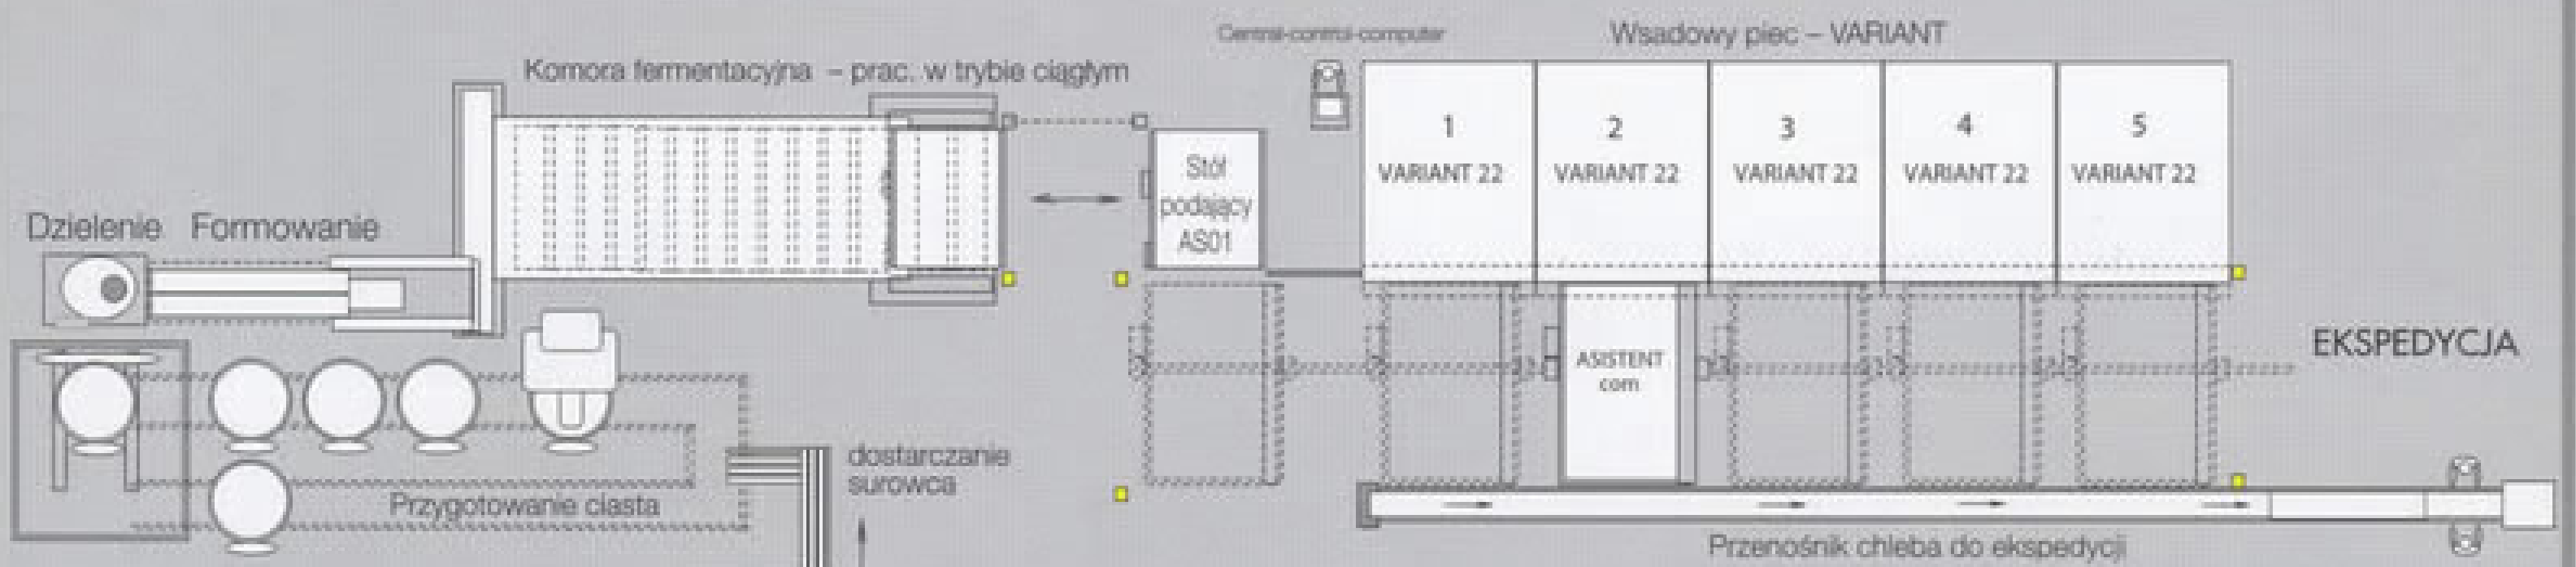 Central-control-computer
Wsadowy piec – VARIANT
Komora fermentacyjna – prac. w trybie ciągłym
1
VARIANT 22
2
VARIANT 22
3
VARIANT 22
4
VARIANT 22
5
VARIANT 22
Stół
podający
AS01
Dzielenie Formowanie
ASISTENT
com
EKSPEDYCJA
dostarczanie
surowca
Przygotowanie ciasta
Przenośnik chleba do ekspedycji